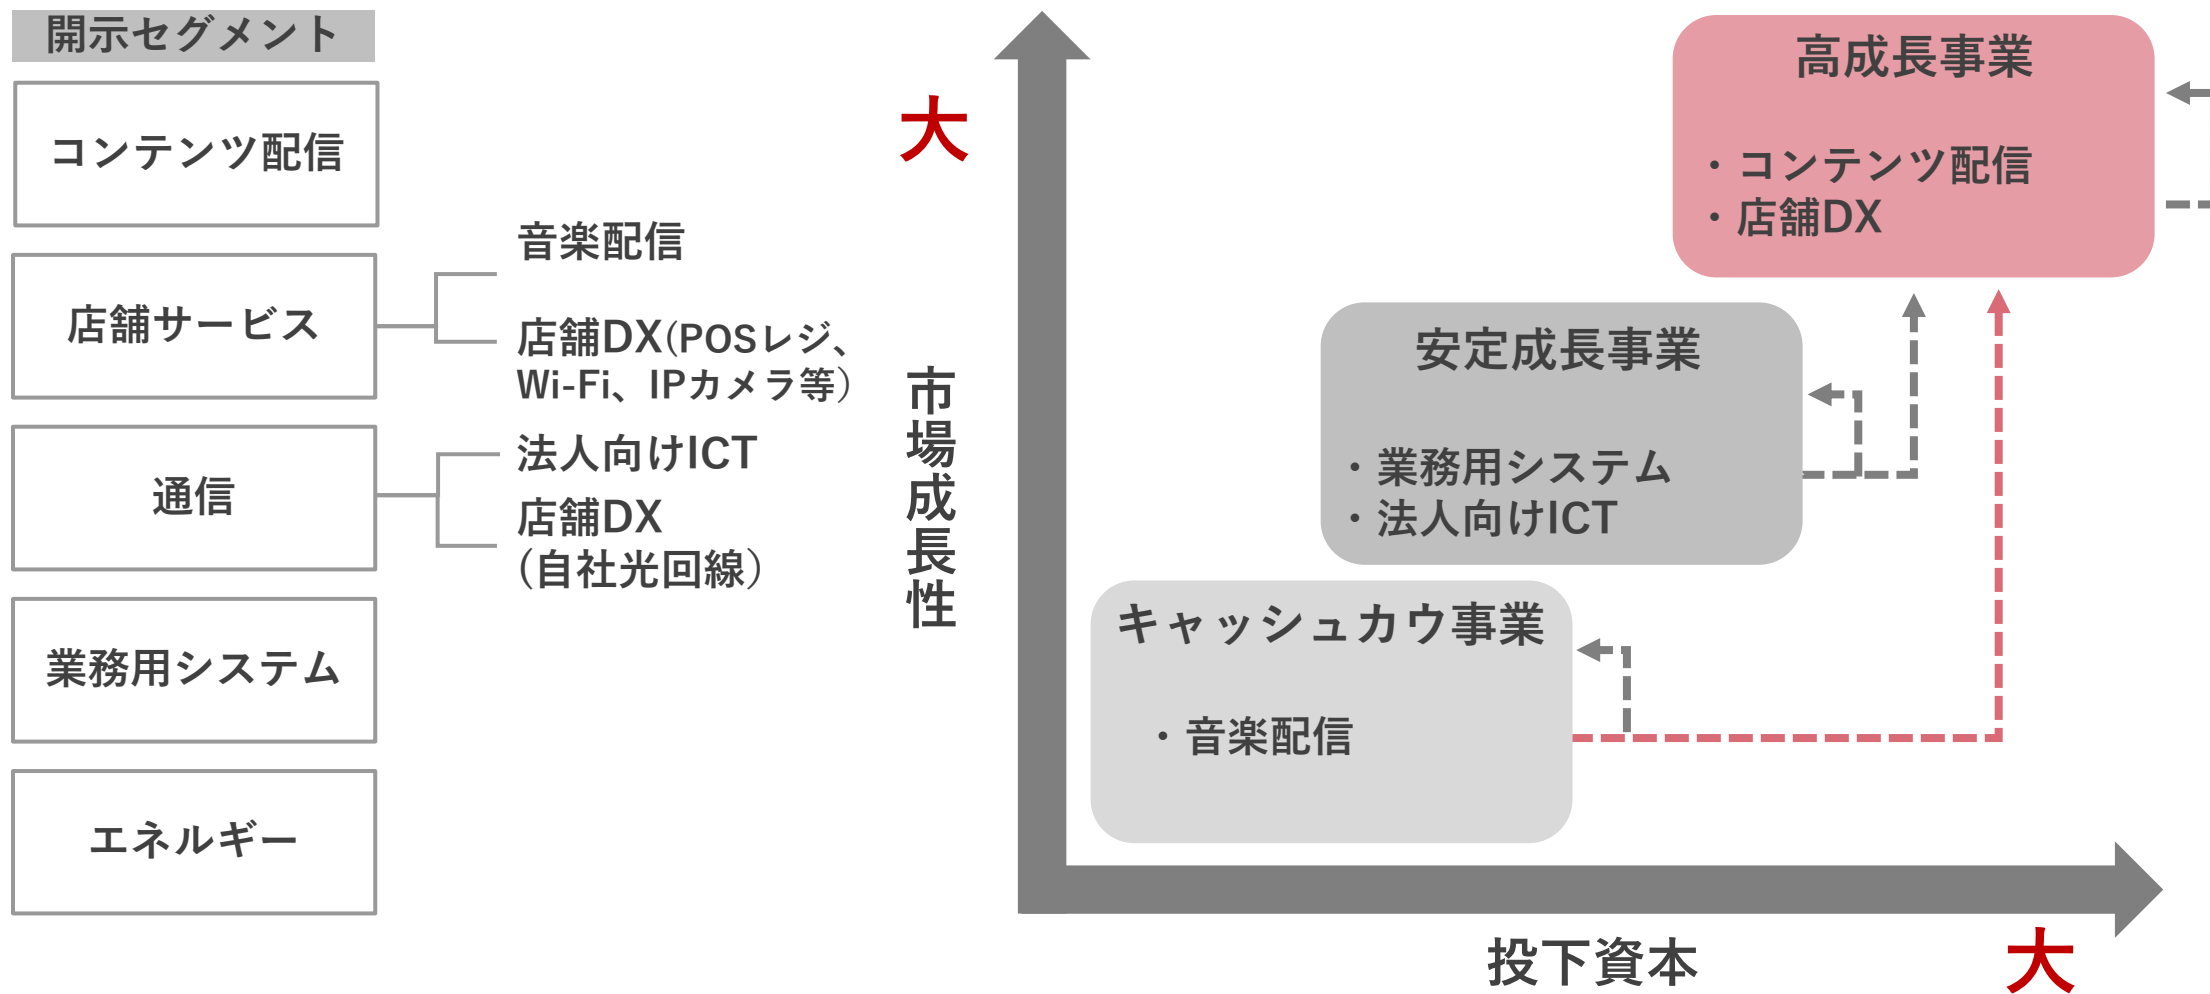 開示セグメント
コンテンツ配信
店舗サービス
音楽配信
店舗DX(POSレジ、
Wi-Fi、IPカメラ等）
通信
法人向けICT
店舗DX
（自社光回線）
業務用システム
エネルギー
大
市場成長性
高成長事業
・コンテンツ配信
・店舗DX
安定成長事業
・業務用システム
・法人向けICT
キャッシュカウ事業
・音楽配信
投下資本
大